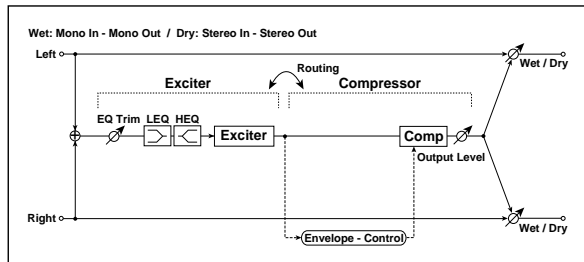 Wet: Mono In - Mono Out / Dry: Stereo In - Stereo Out
Left
Wet / Dry
Routing
Exciter
Compressor
EQ Trim
LEQ
HEQ
Exciter
Comp
Output Level
Right
Wet / Dry
Envelope - Control